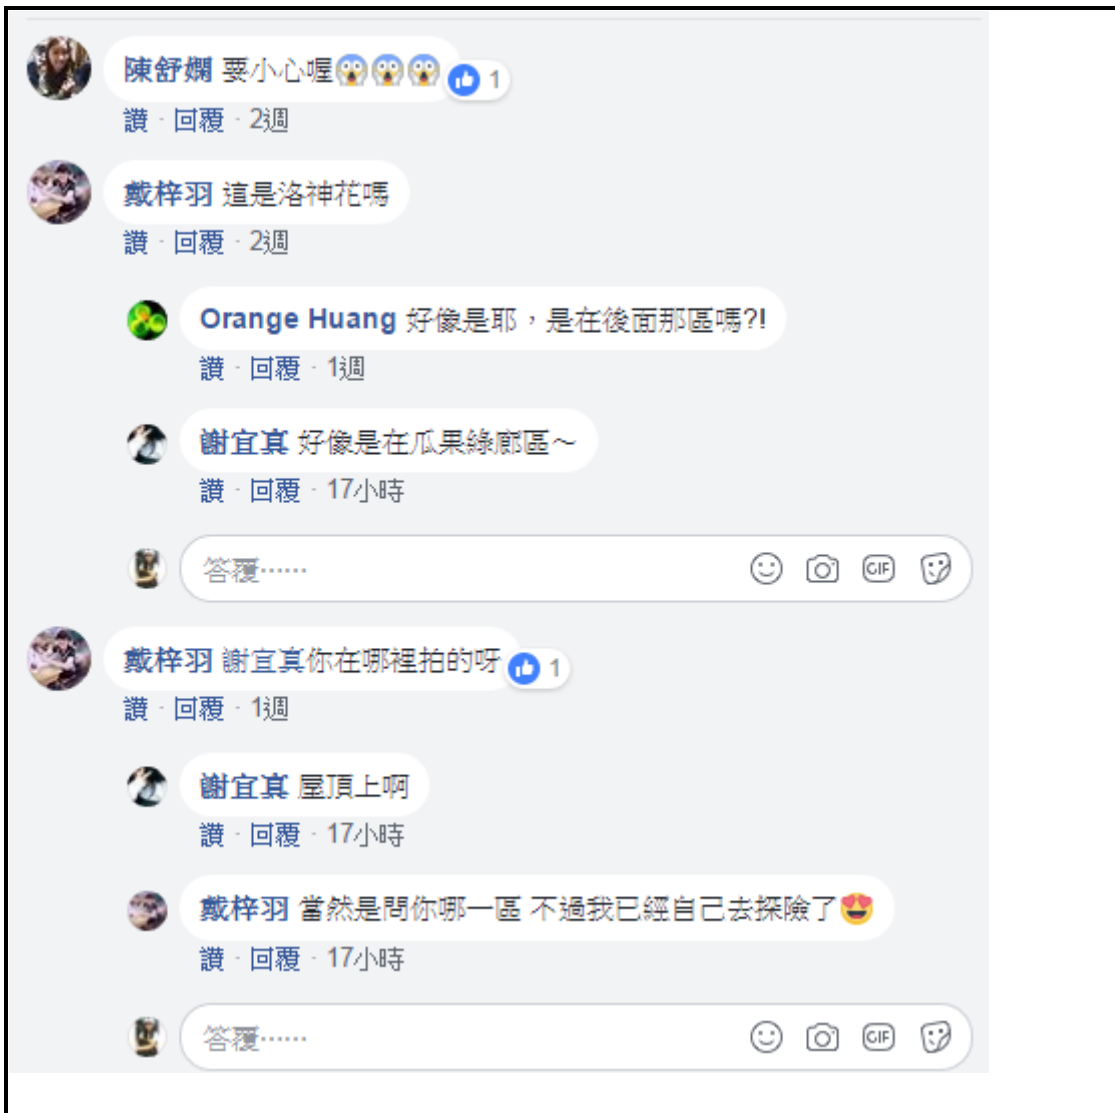 陳舒嫻 要小心喔😱😱😱 1
讚 · 回覆 · 2週
戴梓羽 這是洛神花嗎
讚 · 回覆 · 2週
Orange Huang 好像是耶，是在後面那區嗎?!
讚 · 回覆 · 1週
謝宜真 好像是在瓜果綠廊區～
讚 · 回覆 · 17小時
答覆⋯⋯ GIF
戴梓羽 謝宜真你在哪裡拍的呀 1
讚 · 回覆 · 1週
謝宜真 屋頂上啊
讚 · 回覆 · 17小時
戴梓羽 當然是問你哪一區 不過我已經自己去探險了😍
讚 · 回覆 · 17小時
答覆⋯⋯ GIF